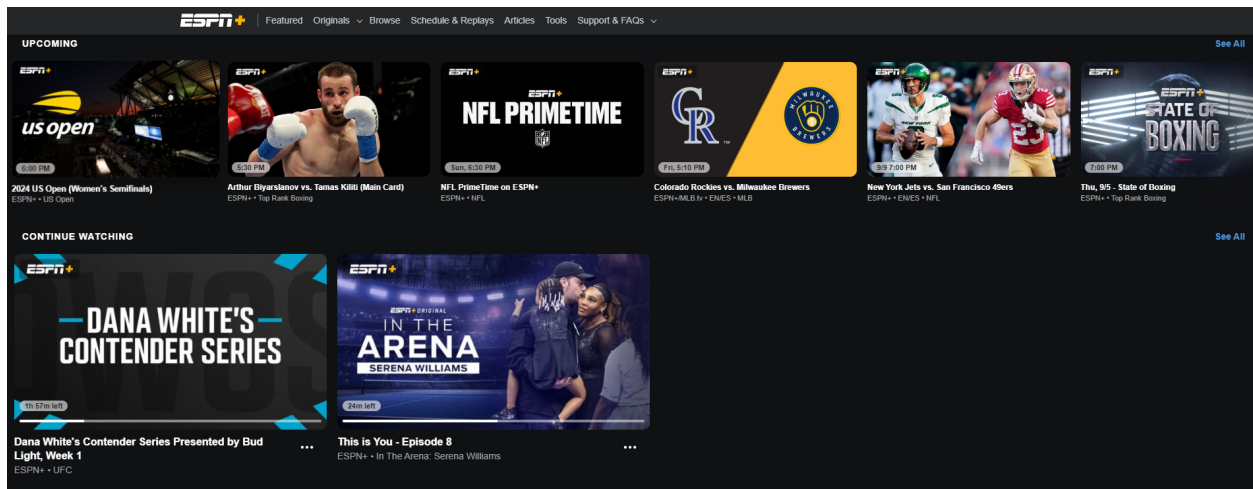 ESPN+
Featured Originals Browse Schedule & Replays Articles Tools Support & FAQs
UPCOMING
See All
ESPN+
us open
6:00 PM
2024 US Open (Women's Semifinals)
ESPN+ • US Open
ESPN+
5:30 PM
Arthur Biyarslanov vs. Tamas Kiliti (Main Card)
ESPN+ • Top Rank Boxing
ESPN+
ESPN+
NFL PRIMETIME
NFL
Sun, 6:30 PM
NFL PrimeTime on ESPN+
ESPN+ • NFL
ESPN+
CR
TM
MILWAUKEE
BREWERS
Fri, 5:10 PM
Colorado Rockies vs. Milwaukee Brewers
ESPN+/MLB.tv • EN/ES • MLB
ESPN+
NEW YORK
23
9/9 7:00 PM
New York Jets vs. San Francisco 49ers
ESPN+ • EN/ES • NFL
ESPN+
ESPN+
STATE OF
BOXING
7:00 PM
Thu, 9/5 - State of Boxing
ESPN+ • Top Rank Boxing
CONTINUE WATCHING
See All
ESPN+
DANA WHITE'S
CONTENDER SERIES
1h 57m left
Dana White's Contender Series Presented by Bud
Light, Week 1
ESPN+ • UFC
ESPN+
ESPN+ ORIGINAL
IN THE
ARENA
SERENA WILLIAMS
24m left
This is You - Episode 8
ESPN+ • In The Arena: Serena Williams